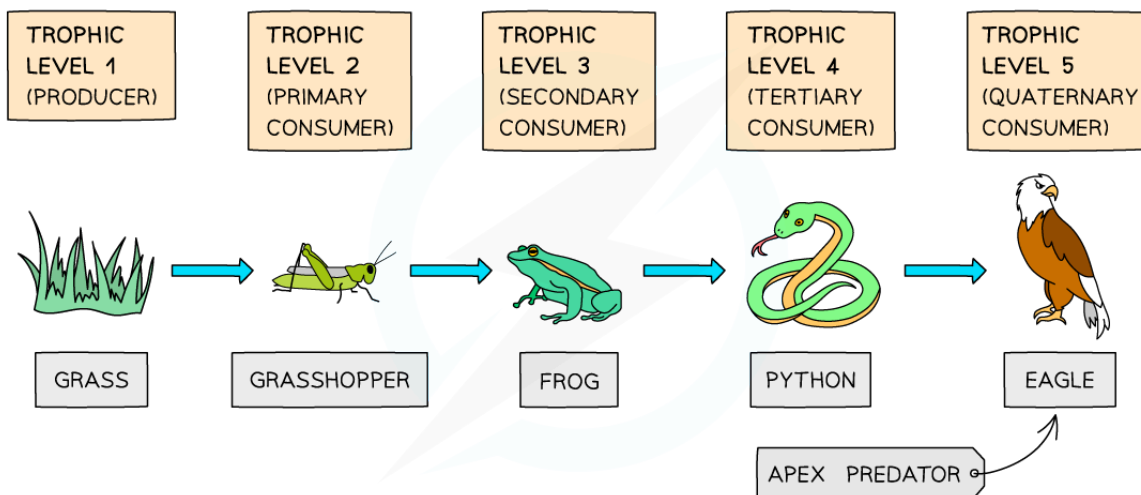 TROPHIC
LEVEL 1
(PRODUCER)
TROPHIC
LEVEL 2
(PRIMARY
CONSUMER)
TROPHIC
LEVEL 3
(SECONDARY
CONSUMER)
TROPHIC
LEVEL 4
(TERTIARY
CONSUMER)
TROPHIC
LEVEL 5
(QUATERNARY
CONSUMER)
GRASS
GRASSHOPPER
FROG
PYTHON
EAGLE
APEX PREDATOR